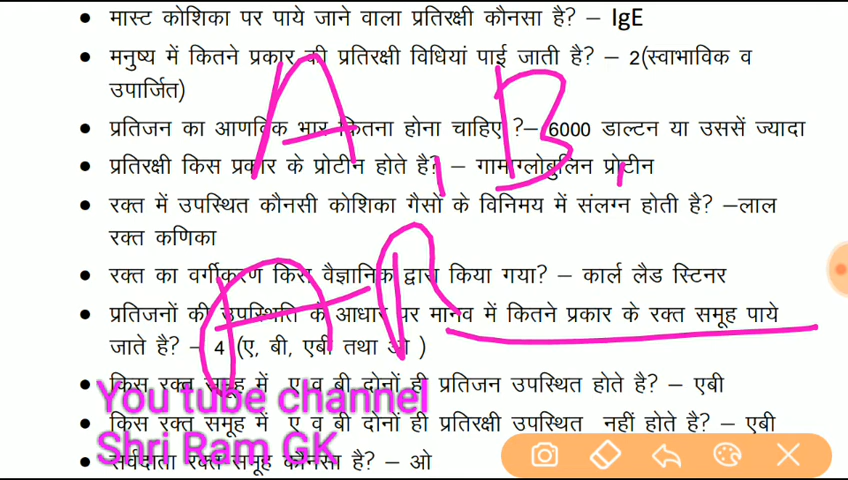 • मास्ट कोशिका पर पाये जाने वाला प्रतिरक्षी कौनसा है? – IgE
• मनुष्य में कितने प्रकार की प्रतिरक्षी विधियां पाई जाती है? – 2(स्वाभाविक व
उपार्जित)
• प्रतिजन का आणविक भार कितना होना चाहिए ?– 6000 डाल्टन या उससें ज्यादा
• प्रतिरक्षी किस प्रकार के प्रोटीन होते है? – गामाग्लोबुलिन प्रोटीन
• रक्त में उपस्थित कौनसी कोशिका गैसो के विनिमय में संलग्न होती है? –लाल
रक्त कणिका
• रक्त का वर्गीकरण किस वैज्ञानिक द्वारा किया गया? – कार्ल लैड स्टिनर
• प्रतिजनों की उपस्थिति के आधार पर मानव में कितने प्रकार के रक्त समूह पाये
जाते है? – 4 (ए, बी, एबी तथा ओ )
• किस रक्त समूह में ए व बी दोनों ही प्रतिजन उपस्थित होते है? – एबी
• किस रक्त समूह में ए व बी दोनों ही प्रतिरक्षी उपस्थित नहीं होते है? – एबी
• सर्वदाता रक्त समूह कौनसा है? – ओ
A B
You tube channel
Shri Ram GK